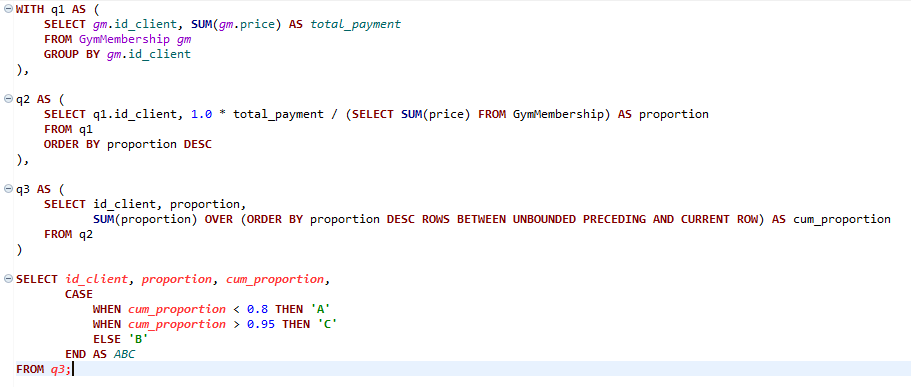 WITH q1 AS (
    SELECT gm.id_client, SUM(gm.price) AS total_payment
    FROM GymMembership gm
    GROUP BY gm.id_client
),
q2 AS (
    SELECT q1.id_client, 1.0 * total_payment / (SELECT SUM(price) FROM GymMembership) AS proportion
    FROM q1
    ORDER BY proportion DESC
),
q3 AS (
    SELECT id_client, proportion,
           SUM(proportion) OVER (ORDER BY proportion DESC ROWS BETWEEN UNBOUNDED PRECEDING AND CURRENT ROW) AS cum_proportion
    FROM q2
)
SELECT id_client, proportion, cum_proportion,
       CASE
           WHEN cum_proportion < 0.8 THEN 'A'
           WHEN cum_proportion > 0.95 THEN 'C'
           ELSE 'B'
       END AS ABC
FROM q3;